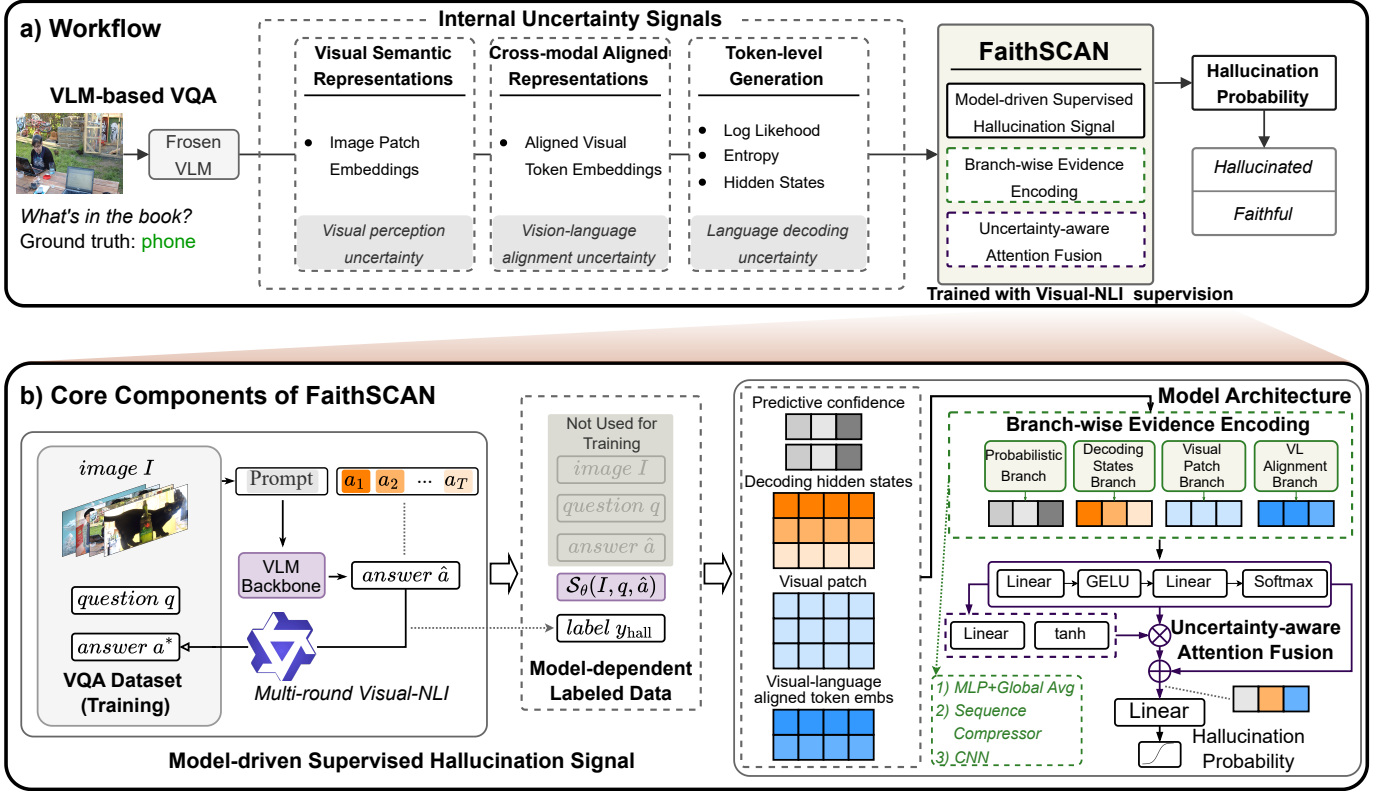 a) Workflow
Internal Uncertainty Signals
VLM-based VQA
Frozen
VLM
What's in the book?
Ground truth: phone
Visual Semantic
Representations
Image Patch
Embeddings
Visual perception
uncertainty
Cross-modal Aligned
Representations
Aligned Visual
Token Embeddings
Vision-language
alignment uncertainty
Token-level
Generation
Log Likehood
Entropy
Hidden States
Language decoding
uncertainty
FaithSCAN
Model-driven Supervised
Hallucination Signal
Branch-wise Evidence
Encoding
Uncertainty-aware
Attention Fusion
Trained with Visual-NLI supervision
Hallucination
Probability
Hallucinated
Faithful
b) Core Components of FaithSCAN
image I
question q
answer a*
VQA Dataset
(Training)
Prompt
a1 a2 ... aT
VLM
Backbone
answer â
Multi-round Visual-NLI
Model-driven Supervised Hallucination Signal
Not Used for
Training
image I
question q
answer â
Sθ(I, q, â)
label yhall
Model-dependent
Labeled Data
Predictive confidence
Decoding hidden states
Visual patch
Visual-language
aligned token embs
Model Architecture
Branch-wise Evidence Encoding
Probabilistic
Branch
Decoding
States
Branch
Visual
Patch
Branch
VL
Alignment
Branch
Linear GELU Linear Softmax
Linear tanh
Uncertainty-aware
Attention Fusion
1) MLP+Global Avg
2) Sequence
Compressor
3) CNN
Linear
Hallucination
Probability